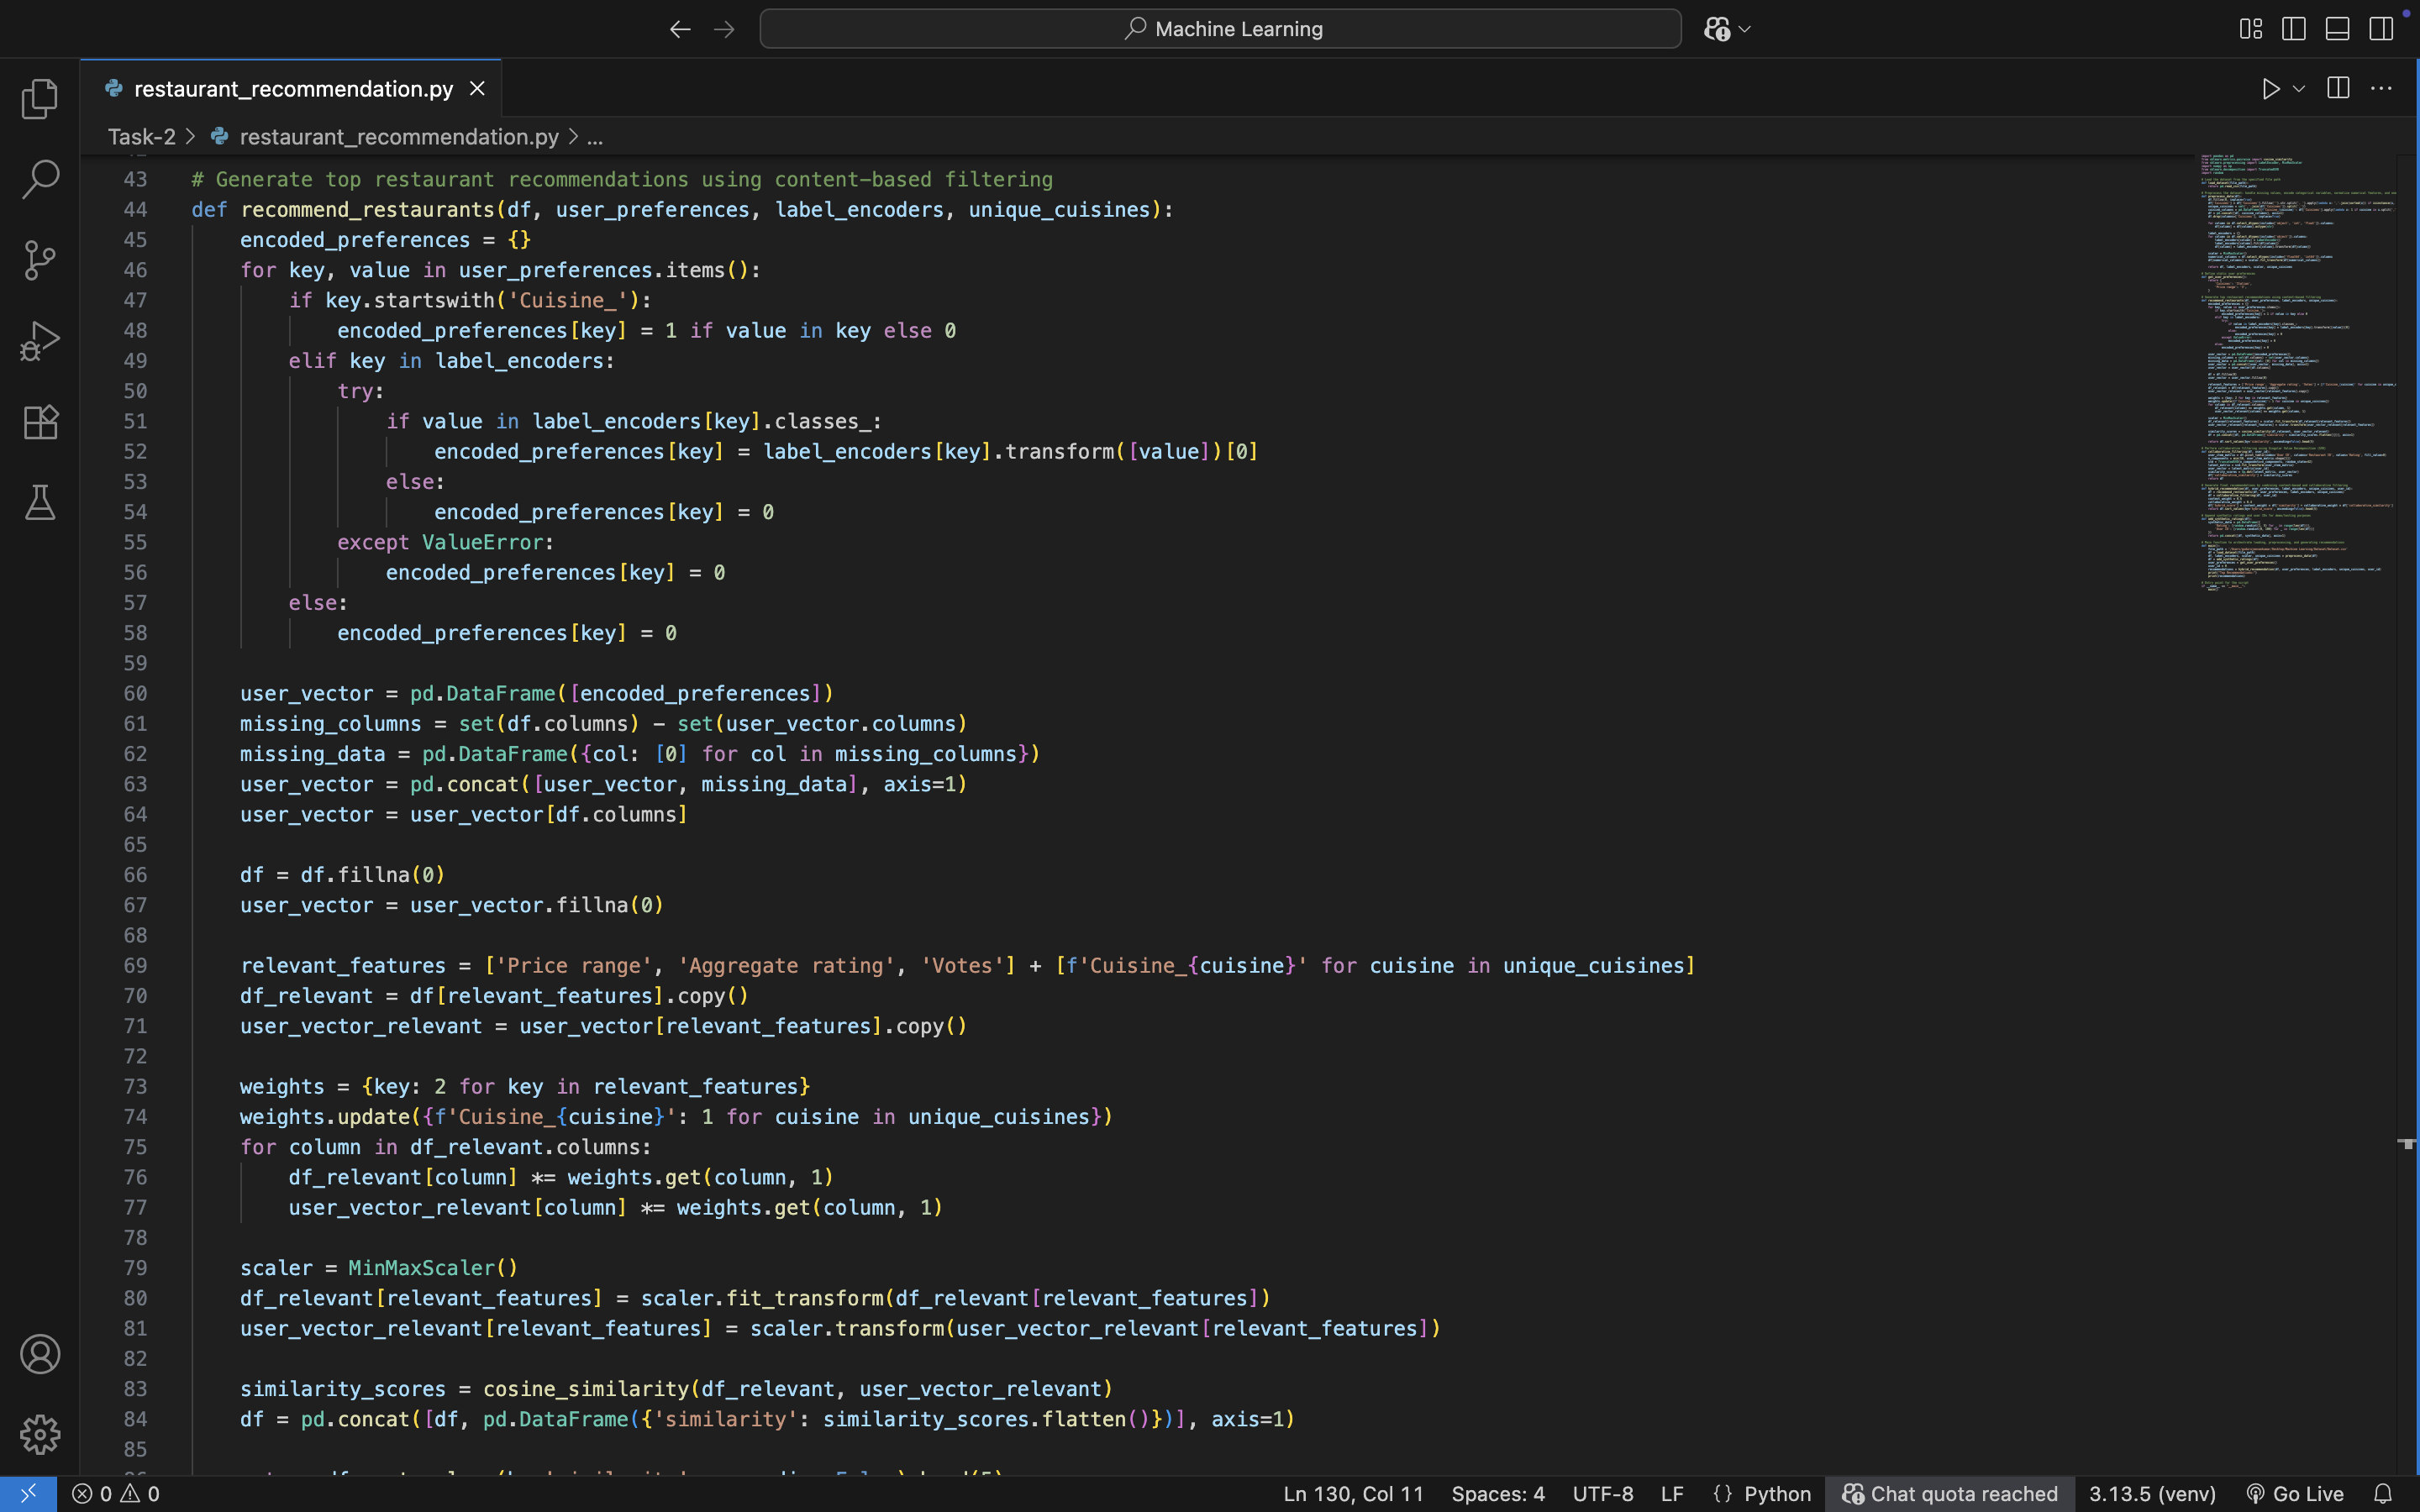 Machine Learning
restaurant_recommendation.py
Task-2 > restaurant_recommendation.py > ...
43 # Generate top restaurant recommendations using content-based filtering
44 def recommend_restaurants(df, user_preferences, label_encoders, unique_cuisines):
45     encoded_preferences = {}
46     for key, value in user_preferences.items():
47         if key.startswith('Cuisine_'):
48             encoded_preferences[key] = 1 if value in key else 0
49         elif key in label_encoders:
50             try:
51                 if value in label_encoders[key].classes_:
52                     encoded_preferences[key] = label_encoders[key].transform([value])[0]
53                 else:
54                     encoded_preferences[key] = 0
55             except ValueError:
56                 encoded_preferences[key] = 0
57         else:
58             encoded_preferences[key] = 0
59
60     user_vector = pd.DataFrame([encoded_preferences])
61     missing_columns = set(df.columns) - set(user_vector.columns)
62     missing_data = pd.DataFrame({col: [0] for col in missing_columns})
63     user_vector = pd.concat([user_vector, missing_data], axis=1)
64     user_vector = user_vector[df.columns]
65
66     df = df.fillna(0)
67     user_vector = user_vector.fillna(0)
68
69     relevant_features = ['Price range', 'Aggregate rating', 'Votes'] + [f'Cuisine_{cuisine}' for cuisine in unique_cuisines]
70     df_relevant = df[relevant_features].copy()
71     user_vector_relevant = user_vector[relevant_features].copy()
72
73     weights = {key: 2 for key in relevant_features}
74     weights.update({f'Cuisine_{cuisine}': 1 for cuisine in unique_cuisines})
75     for column in df_relevant.columns:
76         df_relevant[column] *= weights.get(column, 1)
77         user_vector_relevant[column] *= weights.get(column, 1)
78
79     scaler = MinMaxScaler()
80     df_relevant[relevant_features] = scaler.fit_transform(df_relevant[relevant_features])
81     user_vector_relevant[relevant_features] = scaler.transform(user_vector_relevant[relevant_features])
82
83     similarity_scores = cosine_similarity(df_relevant, user_vector_relevant)
84     df = pd.concat([df, pd.DataFrame({'similarity': similarity_scores.flatten()})], axis=1)
85
0 0 Ln 130, Col 11 Spaces: 4 UTF-8 LF {} Python Chat quota reached 3.13.5 (venv) Go Live